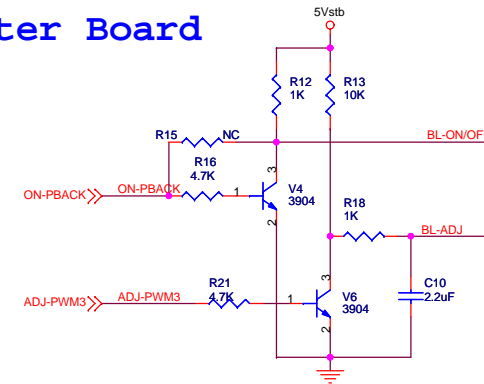 ter Board
5Vstb
R12
1K
R13
10K
R15
NC
BL-ON/OF
R16
4.7K
3
ON-PBACK
ON-PBACK
1
V4
3904
2
R18
1K
BL-ADJ
3
R21
4.7K
C10
2.2uF
ADJ-PWM3
ADJ-PWM3
1
V6
3904
2